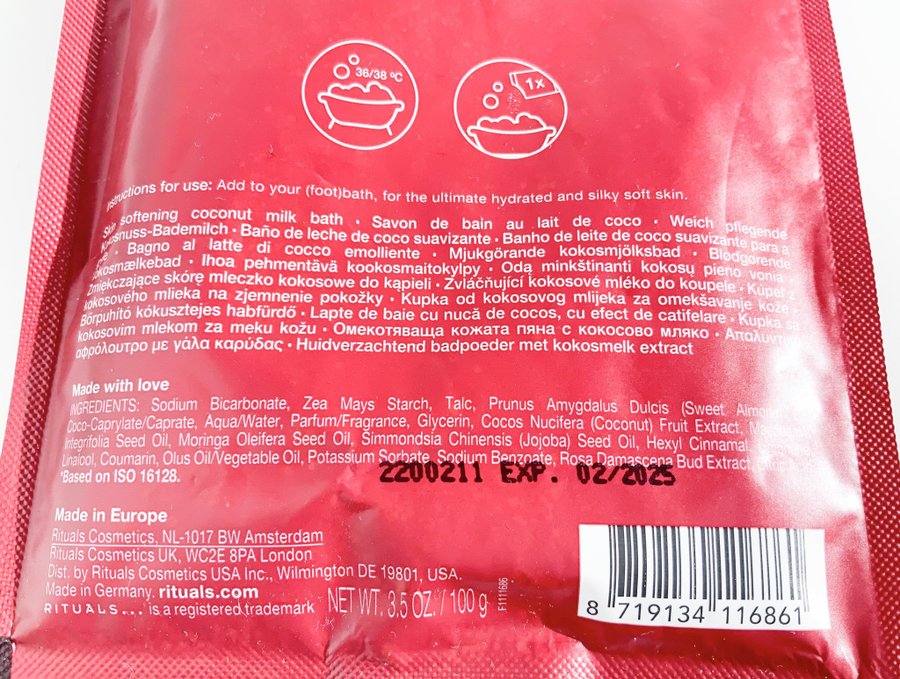 36/38 ºC
1x
Instructions for use: Add to your (foot)bath, for the ultimate hydrated and silky soft skin.
Skin softening coconut milk bath · Savon de bain au lait de coco · Weich pflegende
Kokosnuss-Bademilch · Baño de leche de coco suavizante · Banho de leite de coco suavizante para a
· Bagno al latte di cocco emolliente · Mjukgörande kokosmjölksbad · Blødgørende
kokosmælkebad · Ihoa pehmentävä kookosmaitokylpy · Odą minkštinanti kokosų pieno vonia ·
Zmiękczające skórę mleczko kokosowe do kąpieli · Zvláčňující kokosové mléko do koupele · Kúpeľ z
kokosového mlieka na zjemnenie pokožky · Kupka od kokosovog mlijeka za omekšavanje kože ·
Bőrpuhító kókusztejes habfürdő · Lapte de baie cu nucă de cocos, cu efect de catifelare · Kupka sa
kokosovim mlekom za meku kožu · Омекотяваща кожата пяна с кокосово мляко · Απαλυντικό
αφρόλουτρο με γάλα καρύδας · Huidverzachtend badpoeder met kokosmelk extract
Made with love
INGREDIENTS: Sodium Bicarbonate, Zea Mays Starch, Talc, Prunus Amygdalus Dulcis (Sweet
Coco-Caprylate/Caprate, Aqua/Water, Parfum/Fragrance, Glycerin, Cocos Nucifera (Coconut) Fruit Extract,
Integrifolia Seed Oil, Moringa Oleifera Seed Oil, Simmondsia Chinensis (Jojoba) Seed Oil, Hexyl Cinnamal,
Linalool, Coumarin, Olus Oil/Vegetable Oil, Potassium Sorbate, Sodium Benzoate, Rosa Damascena Bud Extract,
*Based on ISO 16128.
2200211 EXP. 02/2025
Made in Europe
Rituals Cosmetics, NL-1017 BW Amsterdam
Rituals Cosmetics UK, WC2E 8PA London
Dist. by Rituals Cosmetics USA Inc., Wilmington DE 19801, USA.
Made in Germany. rituals.com
RITUALS... is a registered trademark
NET WT. 3.5 OZ. / 100 g
F1111686
8 719134 116861